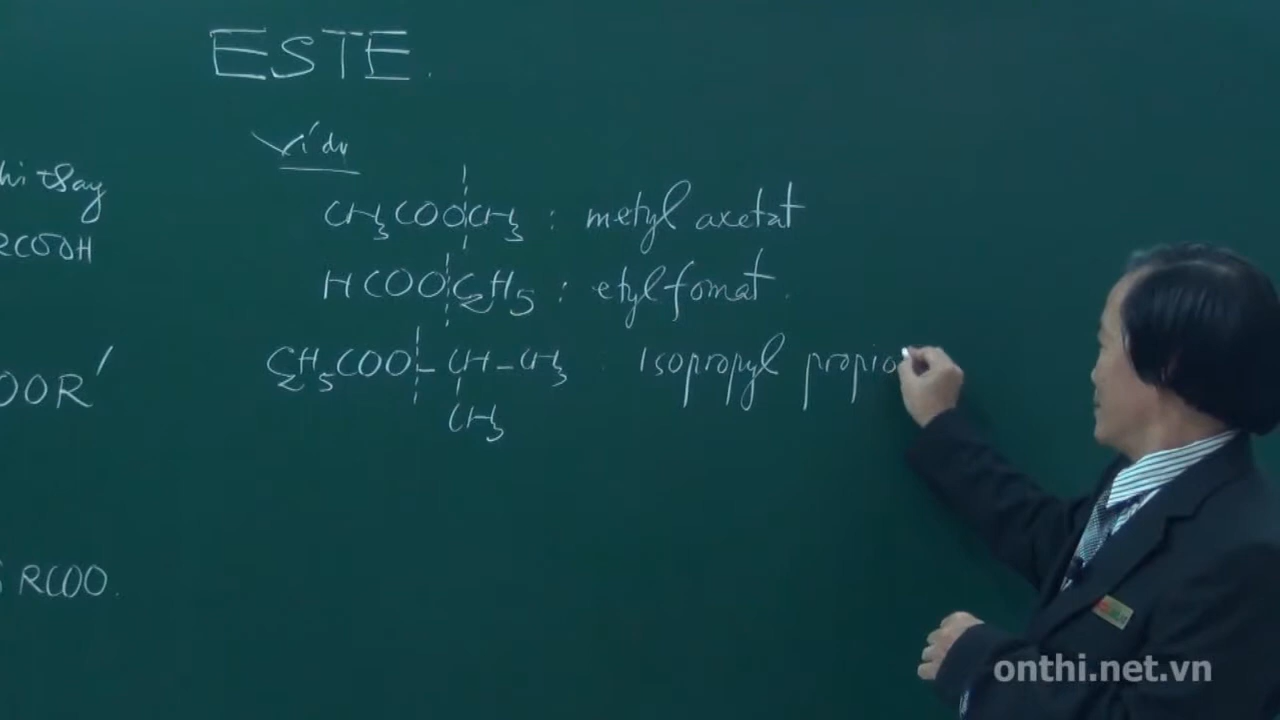 ESTE.
Ví dụ
hi thay
RCOOH
CH3COOCH3 : metyl axetat
HCOOC2H5 : etyl fomat.
OOR'
C2H5COO-CH-CH3 : Isopropyl propio
CH3
RCOO.
onthi.net.vn